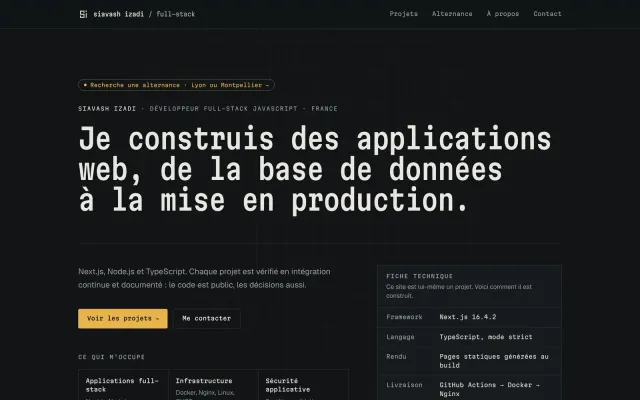 siavash izadi / full-stack
Projets
Alternance
À propos
Contact
Recherche une alternance · Lyon ou Montpellier →
SIAVASH IZADI · DÉVELOPPEUR FULL-STACK JAVASCRIPT · FRANCE
Je construis des applications
web, de la base de données
à la mise en production.
Next.js, Node.js et TypeScript. Chaque projet est vérifié en intégration
continue et documenté : le code est public, les décisions aussi.
Voir les projets →
Me contacter
FICHE TECHNIQUE
Ce site est lui-même un projet. Voici comment il est
construit.
Framework
Next.js 16.4.2
Langage
TypeScript, mode strict
Rendu
Pages statiques générées au
build
Livraison
GitHub Actions → Docker →
Nginx
CE QUI M'OCCUPE
Applications full-
stack
Infrastructure
Docker, Nginx, Linux,
Sécurité
applicative